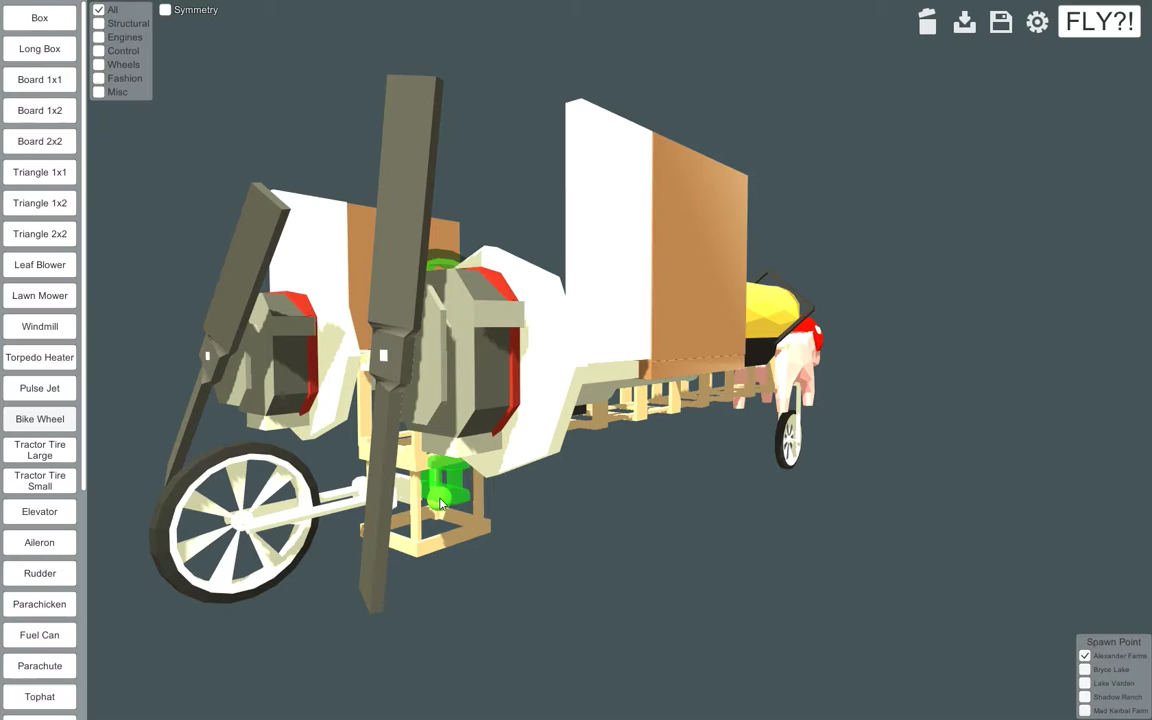 Box
Long Box
Board 1x1
Board 1x2
Board 2x2
Triangle 1x1
Triangle 1x2
Triangle 2x2
Leaf Blower
Lawn Mower
Windmill
Torpedo Heater
Pulse Jet
Bike Wheel
Tractor Tire
Large
Tractor Tire
Small
Elevator
Aileron
Rudder
Parachicken
Fuel Can
Parachute
Tophat
All
Structural
Engines
Control
Wheels
Fashion
Misc
Symmetry
FLY?!
Spawn Point
Alexander Farms
Bryce Lake
Lake Varden
Shadow Ranch
Mad Kerbal Farm